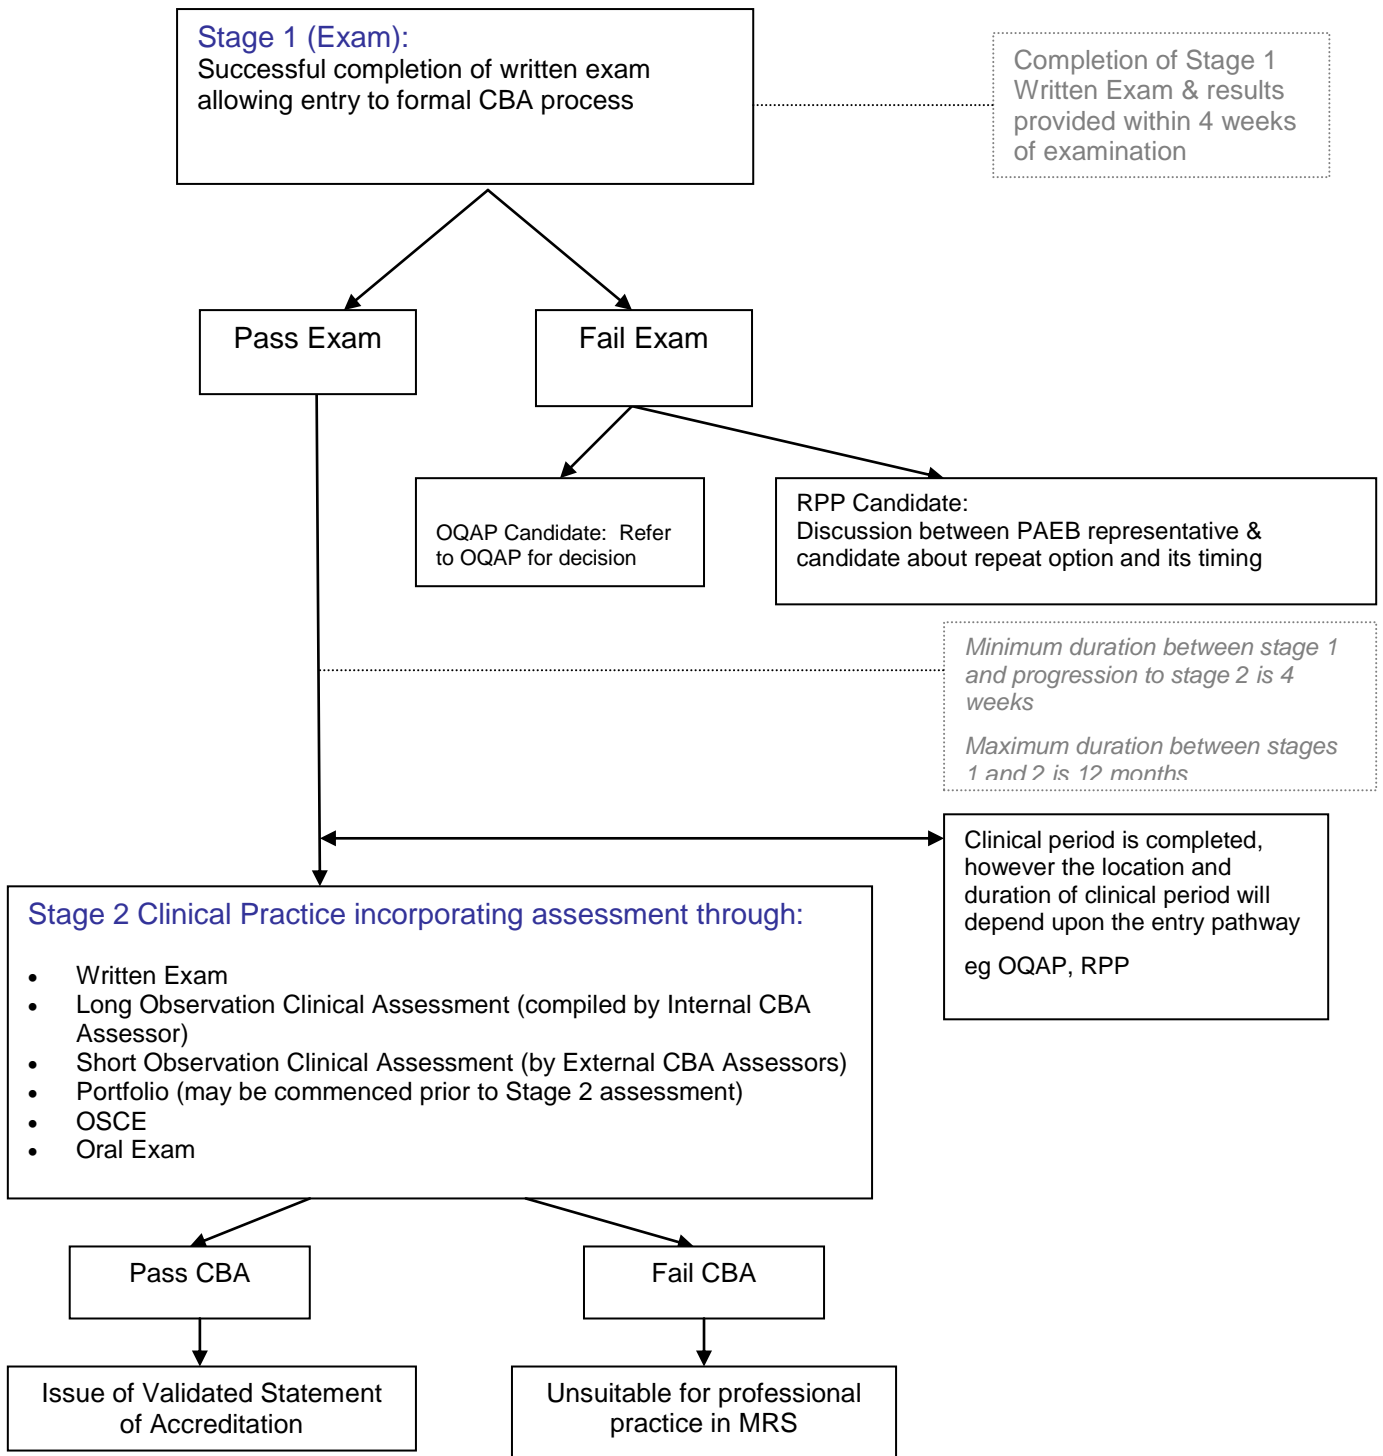 Stage 1 (Exam):
Successful completion of written exam
allowing entry to formal CBA process
Completion of Stage 1
Written Exam & results
provided within 4 weeks
of examination
Pass Exam
Fail Exam
OQAP Candidate:  Refer
to OQAP for decision
RPP Candidate:
Discussion between PAEB representative &
candidate about repeat option and its timing
Minimum duration between stage 1
and progression to stage 2 is 4
weeks
Maximum duration between stages
1 and 2 is 12 months
Clinical period is completed,
however the location and
duration of clinical period will
depend upon the entry pathway
eg OQAP, RPP
Stage 2 Clinical Practice incorporating assessment through:
• Written Exam
• Long Observation Clinical Assessment (compiled by Internal CBA
Assessor)
• Short Observation Clinical Assessment (by External CBA Assessors)
• Portfolio (may be commenced prior to Stage 2 assessment)
• OSCE
• Oral Exam
Pass CBA
Fail CBA
Issue of Validated Statement
of Accreditation
Unsuitable for professional
practice in MRS